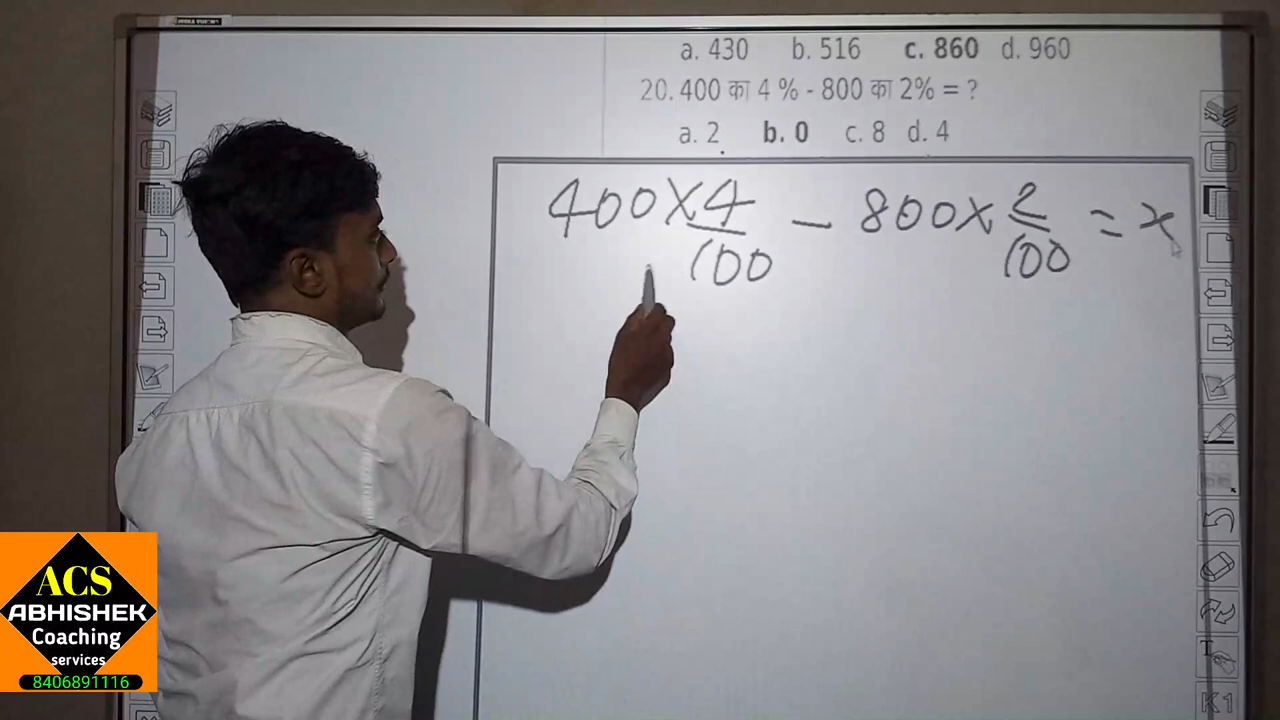 a. 430 b. 516 c. 860 d. 960
20. 400 का 4 % - 800 का 2% = ?
a. 2 b. 0 c. 8 d. 4
400 × 4/100 - 800 × 2/100 = x
T
K1
ACS
ABHISHEK
Coaching
services
8406891116